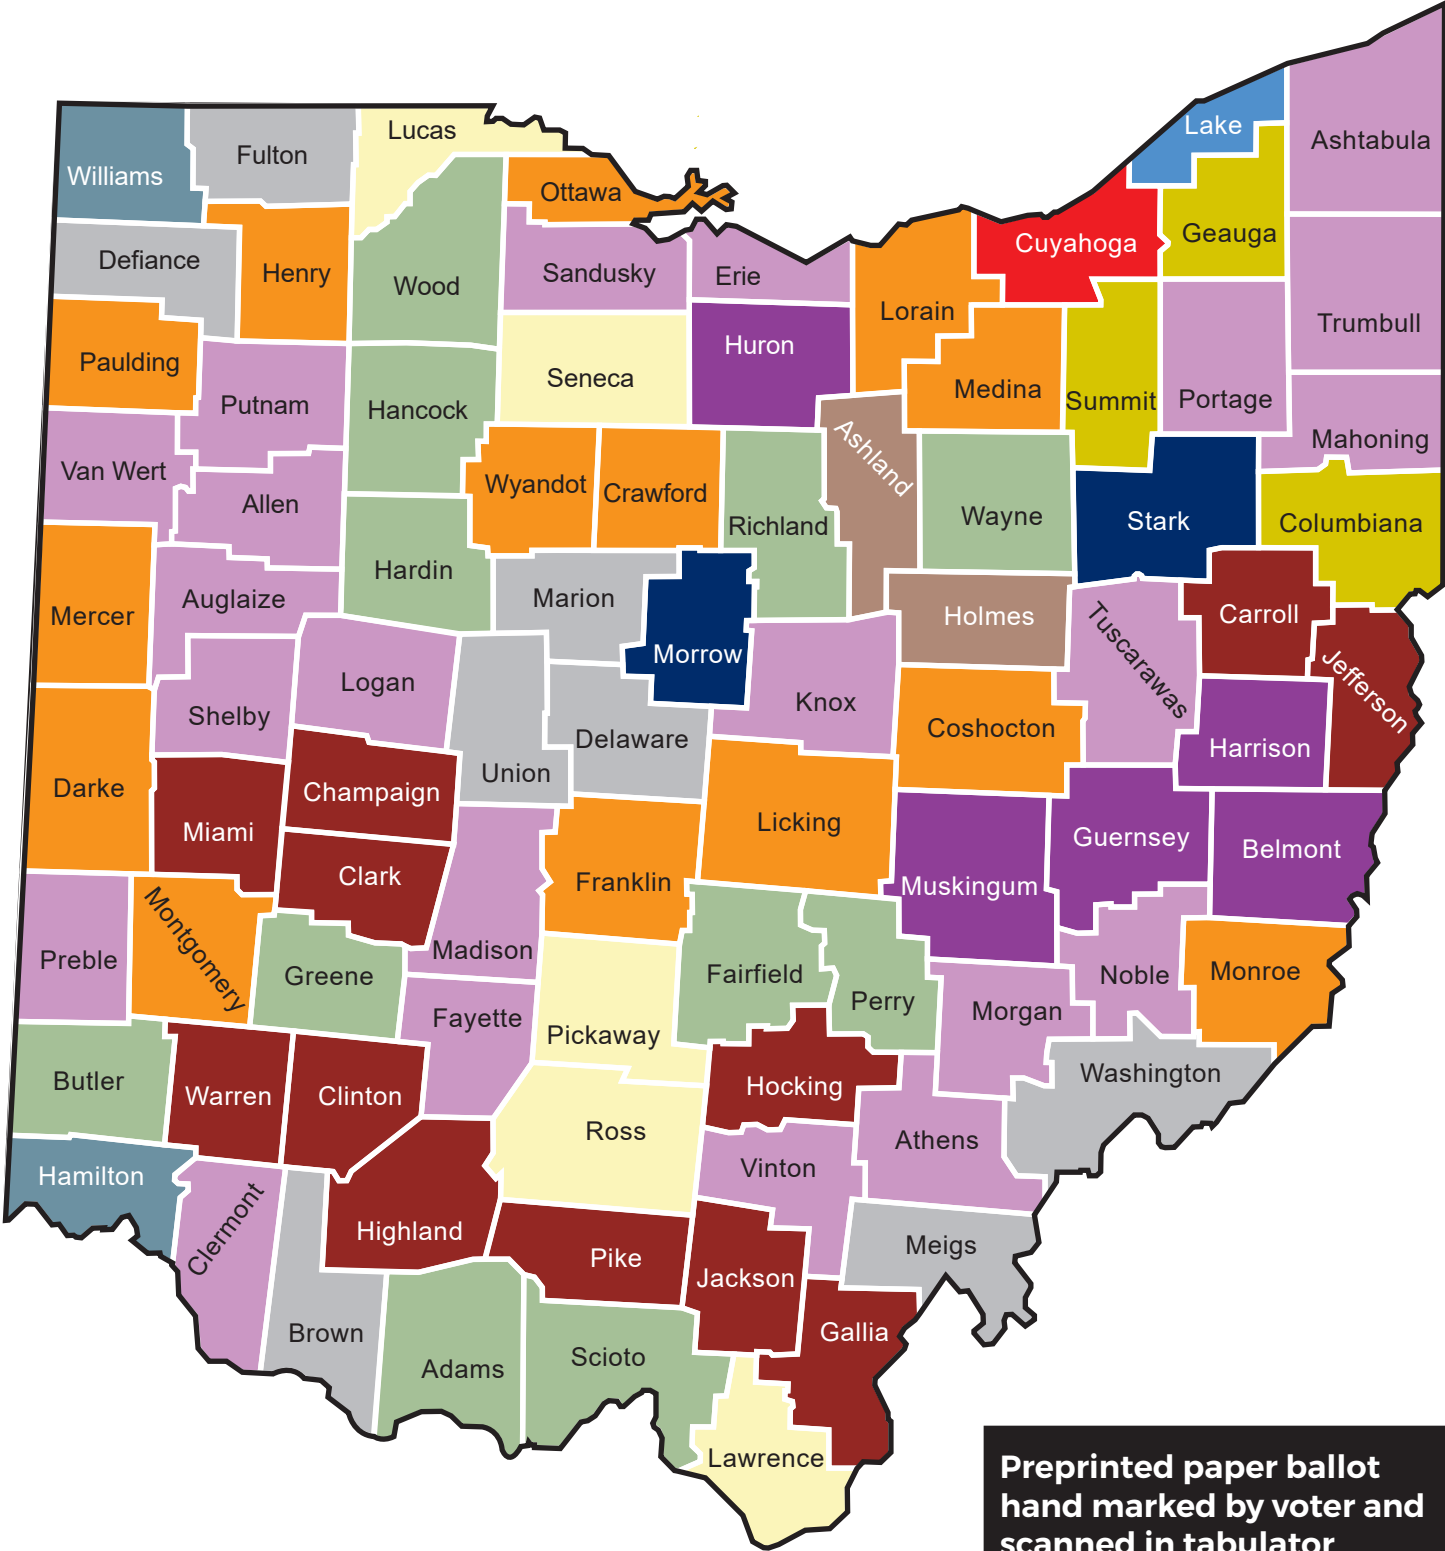 Williams
Fulton
Lucas
Ottawa
Lake
Ashtabula
Defiance
Henry
Wood
Sandusky
Erie
Cuyahoga
Geauga
Paulding
Putnam
Hancock
Seneca
Huron
Lorain
Medina
Summit
Portage
Trumbull
Mahoning
Van Wert
Allen
Wyandot
Crawford
Richland
Ashland
Wayne
Stark
Columbiana
Mercer
Auglaize
Hardin
Marion
Morrow
Holmes
Tuscarawas
Carroll
Jefferson
Shelby
Logan
Union
Delaware
Knox
Coshocton
Harrison
Darke
Miami
Champaign
Clark
Madison
Franklin
Licking
Muskingum
Guernsey
Belmont
Preble
Montgomery
Greene
Fayette
Pickaway
Fairfield
Perry
Morgan
Noble
Monroe
Butler
Warren
Clinton
Ross
Hocking
Athens
Washington
Hamilton
Clermont
Highland
Pike
Vinton
Jackson
Meigs
Brown
Adams
Scioto
Gallia
Lawrence
Preprinted paper ballot
hand marked by voter and
scanned in tabulator